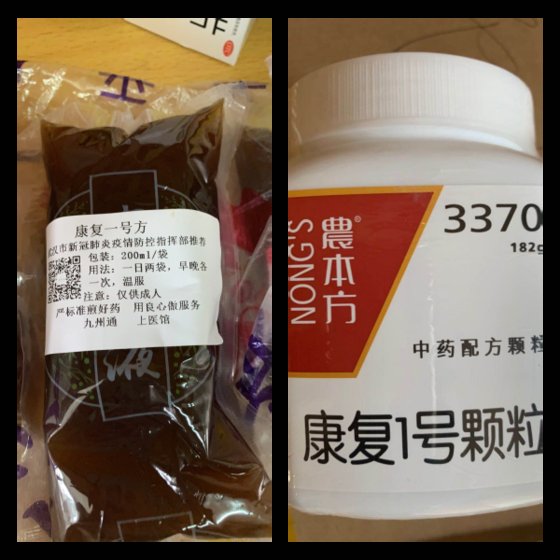 康复一号方
武汉市新冠肺炎疫情防控指挥部推荐
包装：200ml/袋
用法：一日两袋，早晚各
一次，温服
注意：仅供成人
严标准煎好药 用良心做服务
九州通 上医馆
液
NONG'S
農本方
®
3370
182g
中药配方颗粒
康复1号颗粒